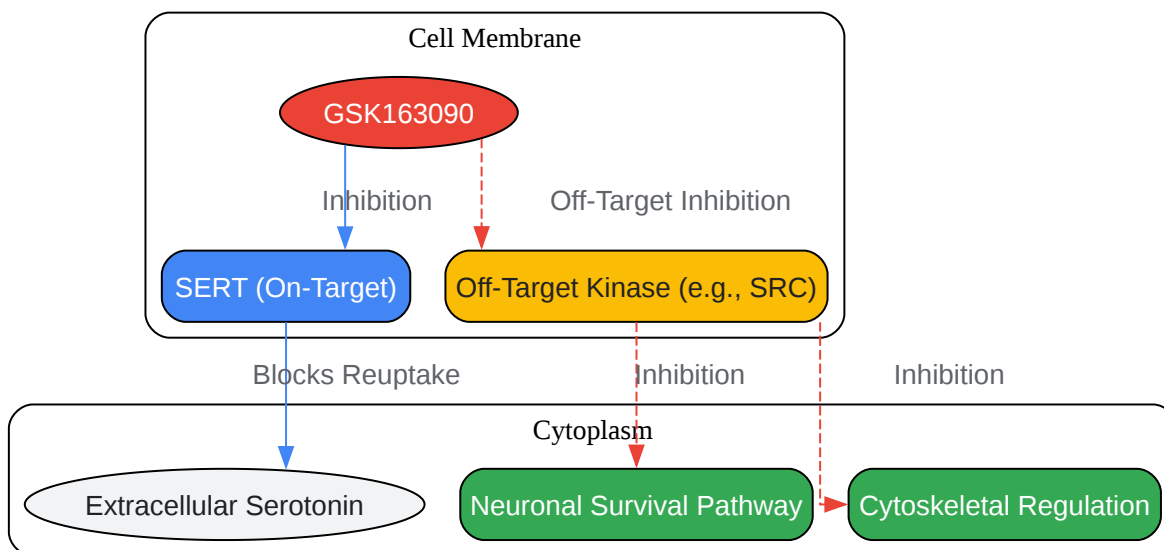 Cell Membrane
GSK163090
Inhibition
Off-Target Inhibition
SERT (On-Target)
Off-Target Kinase (e.g., SRC)
Blocks Reuptake
Inhibition
Inhibition
Cytoplasm
Extracellular Serotonin
Neuronal Survival Pathway
Cytoskeletal Regulation